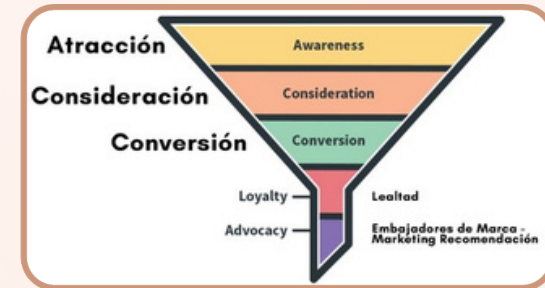 Atracción
Awareness
Consideración
Consideration
Conversión
Conversion
Loyalty
Lealtad
Advocacy
Embajadores de Marca -
Marketing Recomendación